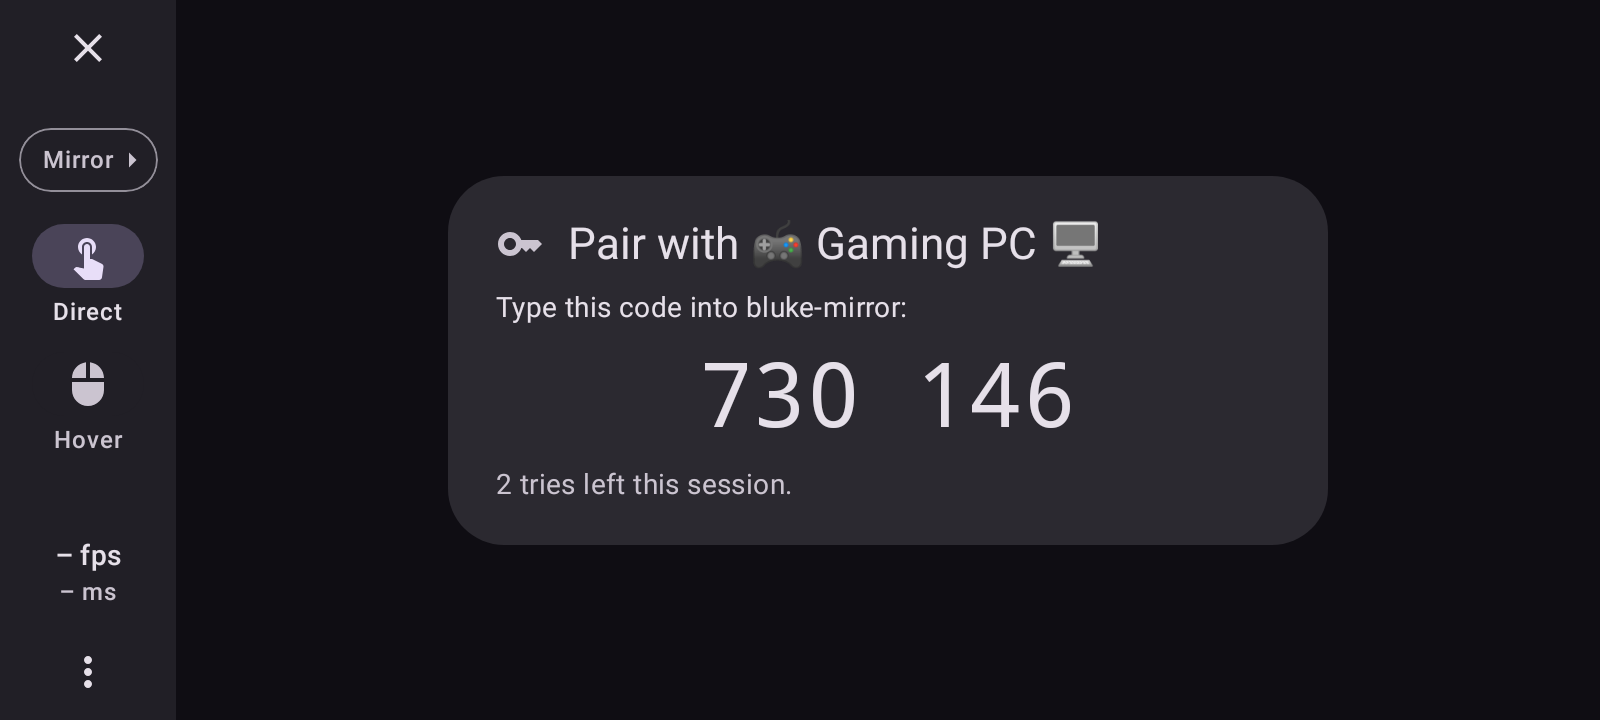 Mirror
Direct
Hover
– fps
– ms
Pair with 🎮 Gaming PC 🖥️
Type this code into bluke-mirror:
730 146
2 tries left this session.